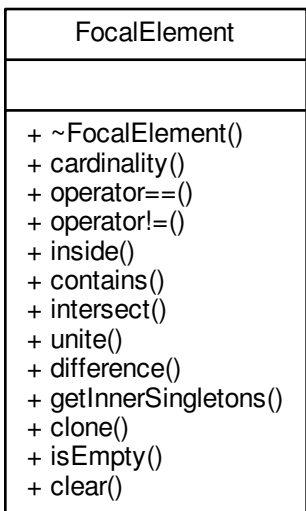 FocalElement
+ ~FocalElement()
+ cardinality()
+ operator==()
+ operator!=()
+ inside()
+ contains()
+ intersect()
+ unite()
+ difference()
+ getInnerSingletons()
+ clone()
+ isEmpty()
+ clear()